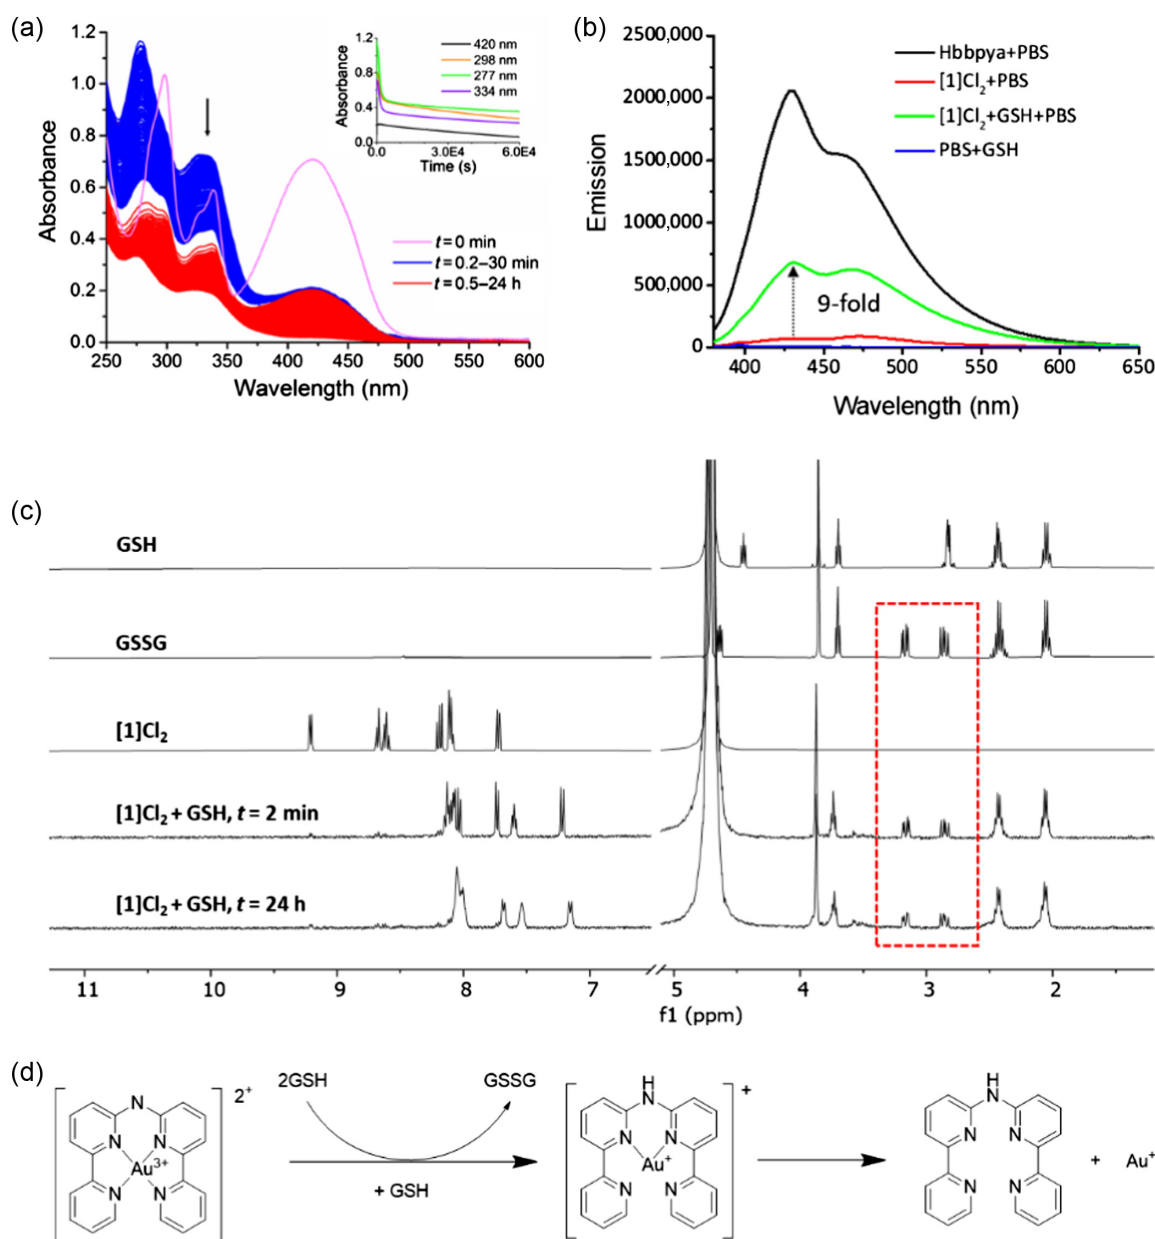 (a)
1.2
1.0
0.8
0.6
0.4
0.2
0.0
Absorbance
250 300 350 400 450 500 550 600
Wavelength (nm)
1.2
0.8
0.4
0.0
Absorbance
0.0 3.0E4 6.0E4
Time (s)
420 nm
298 nm
277 nm
334 nm
t = 0 min
t = 0.2–30 min
t = 0.5–24 h
(b)
2500,000
2000,000
1500,000
1000,000
500,000
0
Emission
400 450 500 550 600 650
Wavelength (nm)
Hbbpya+PBS
[1]Cl2+PBS
[1]Cl2+GSH+PBS
PBS+GSH
9-fold
(c)
GSH
GSSG
[1]Cl2
[1]Cl2 + GSH, t = 2 min
[1]Cl2 + GSH, t = 24 h
11 10 9 8 7 5 4 3 2
f1 (ppm)
(d)
2+
N
N N
Au3+
N N
2GSH GSSG
+ GSH
+
H
N
N N
Au+
N N
H
N
N N
N N
+ Au+